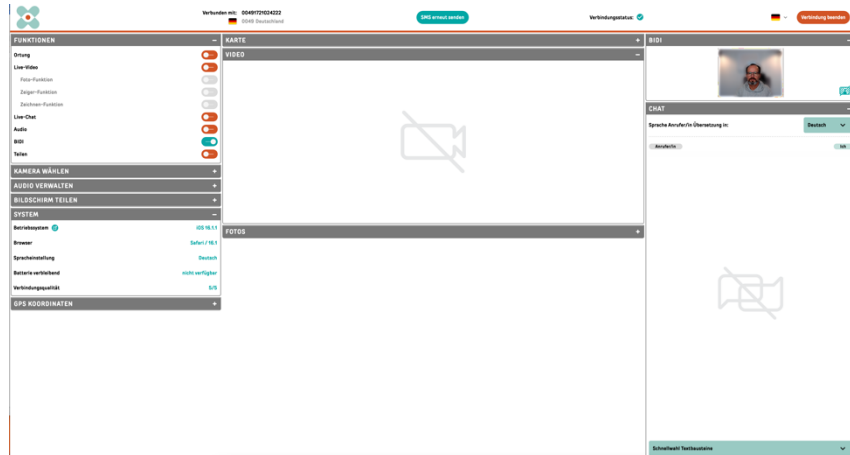 Verbunden mit: 00491721024222
0049 Deutschland
SMS erneut senden
Verbindungsstatus:
Verbindung beenden
FUNKTIONEN
Ortung
Live-Video
Foto-Funktion
Zeiger-Funktion
Zeichnen-Funktion
Live-Chat
Audio
BIDI
Teilen
KAMERA WÄHLEN
AUDIO VERWALTEN
BILDSCHIRM TEILEN
SYSTEM
Betriebssystem iOS 16.1.1
Browser Safari / 16.1
Spracheinstellung Deutsch
Batterie verbleibend nicht verfügbar
Verbindungsqualität 5/5
GPS KOORDINATEN
KARTE
VIDEO
FOTOS
BIDI
CHAT
Sprache Anrufer/in Übersetzung in: Deutsch
Anrufer/in Ich
Schnellwahl Textbausteine